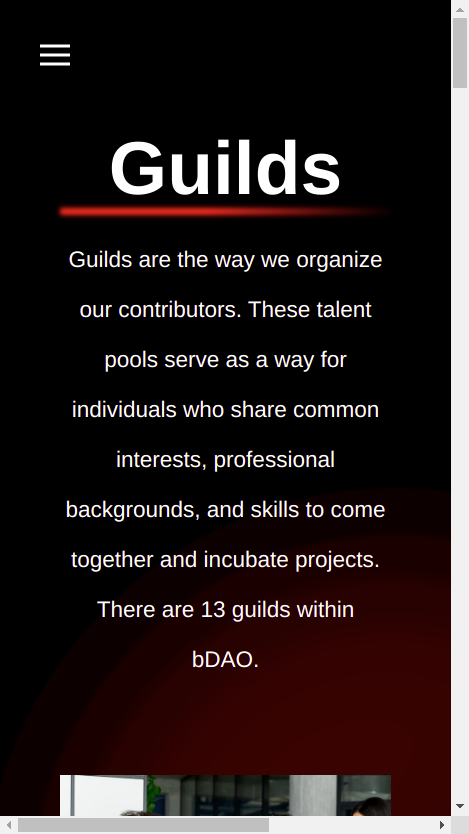 Guilds
Guilds are the way we organize
our contributors. These talent
pools serve as a way for
individuals who share common
interests, professional
backgrounds, and skills to come
together and incubate projects.
There are 13 guilds within
bDAO.